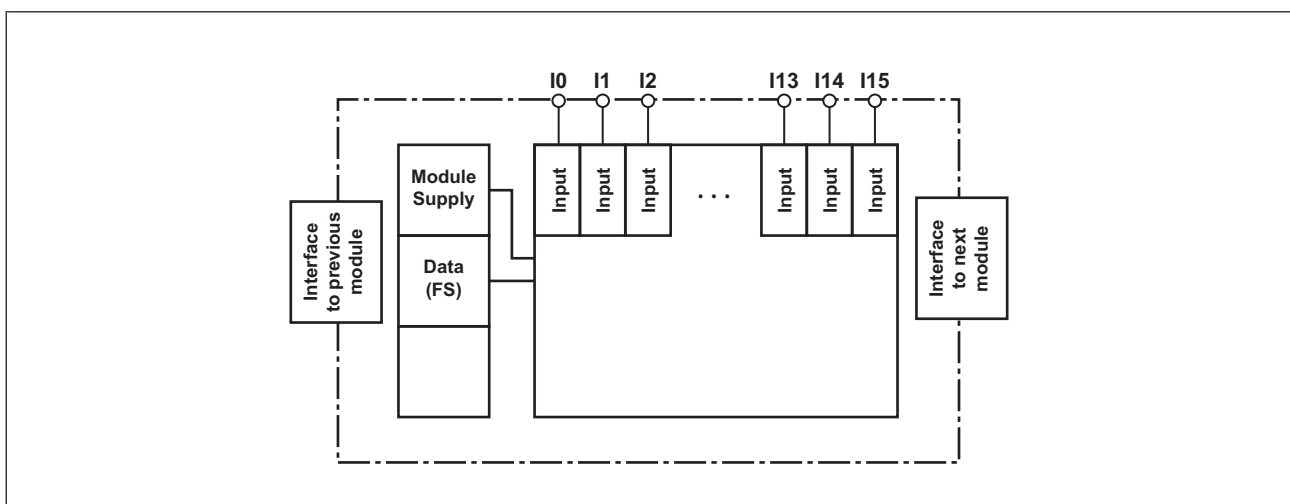 I0 I1 I2 I13 I14 I15
Module
Supply
Input
Input
Input
. . .
Input
Input
Input
Interface
to previous
module
Data
(FS)
Interface
to next
module